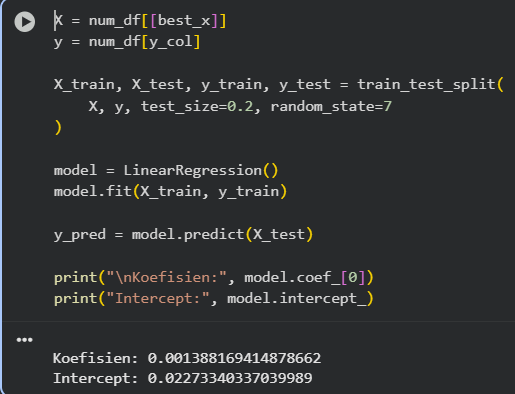 X = num_df[[best_x]]
y = num_df[y_col]
X_train, X_test, y_train, y_test = train_test_split(
    X, y, test_size=0.2, random_state=7
)
model = LinearRegression()
model.fit(X_train, y_train)
y_pred = model.predict(X_test)
print("\nKoefisien:", model.coef_[0])
print("Intercept:", model.intercept_)
Koefisien: 0.001388169414878662
Intercept: 0.02273340337039989